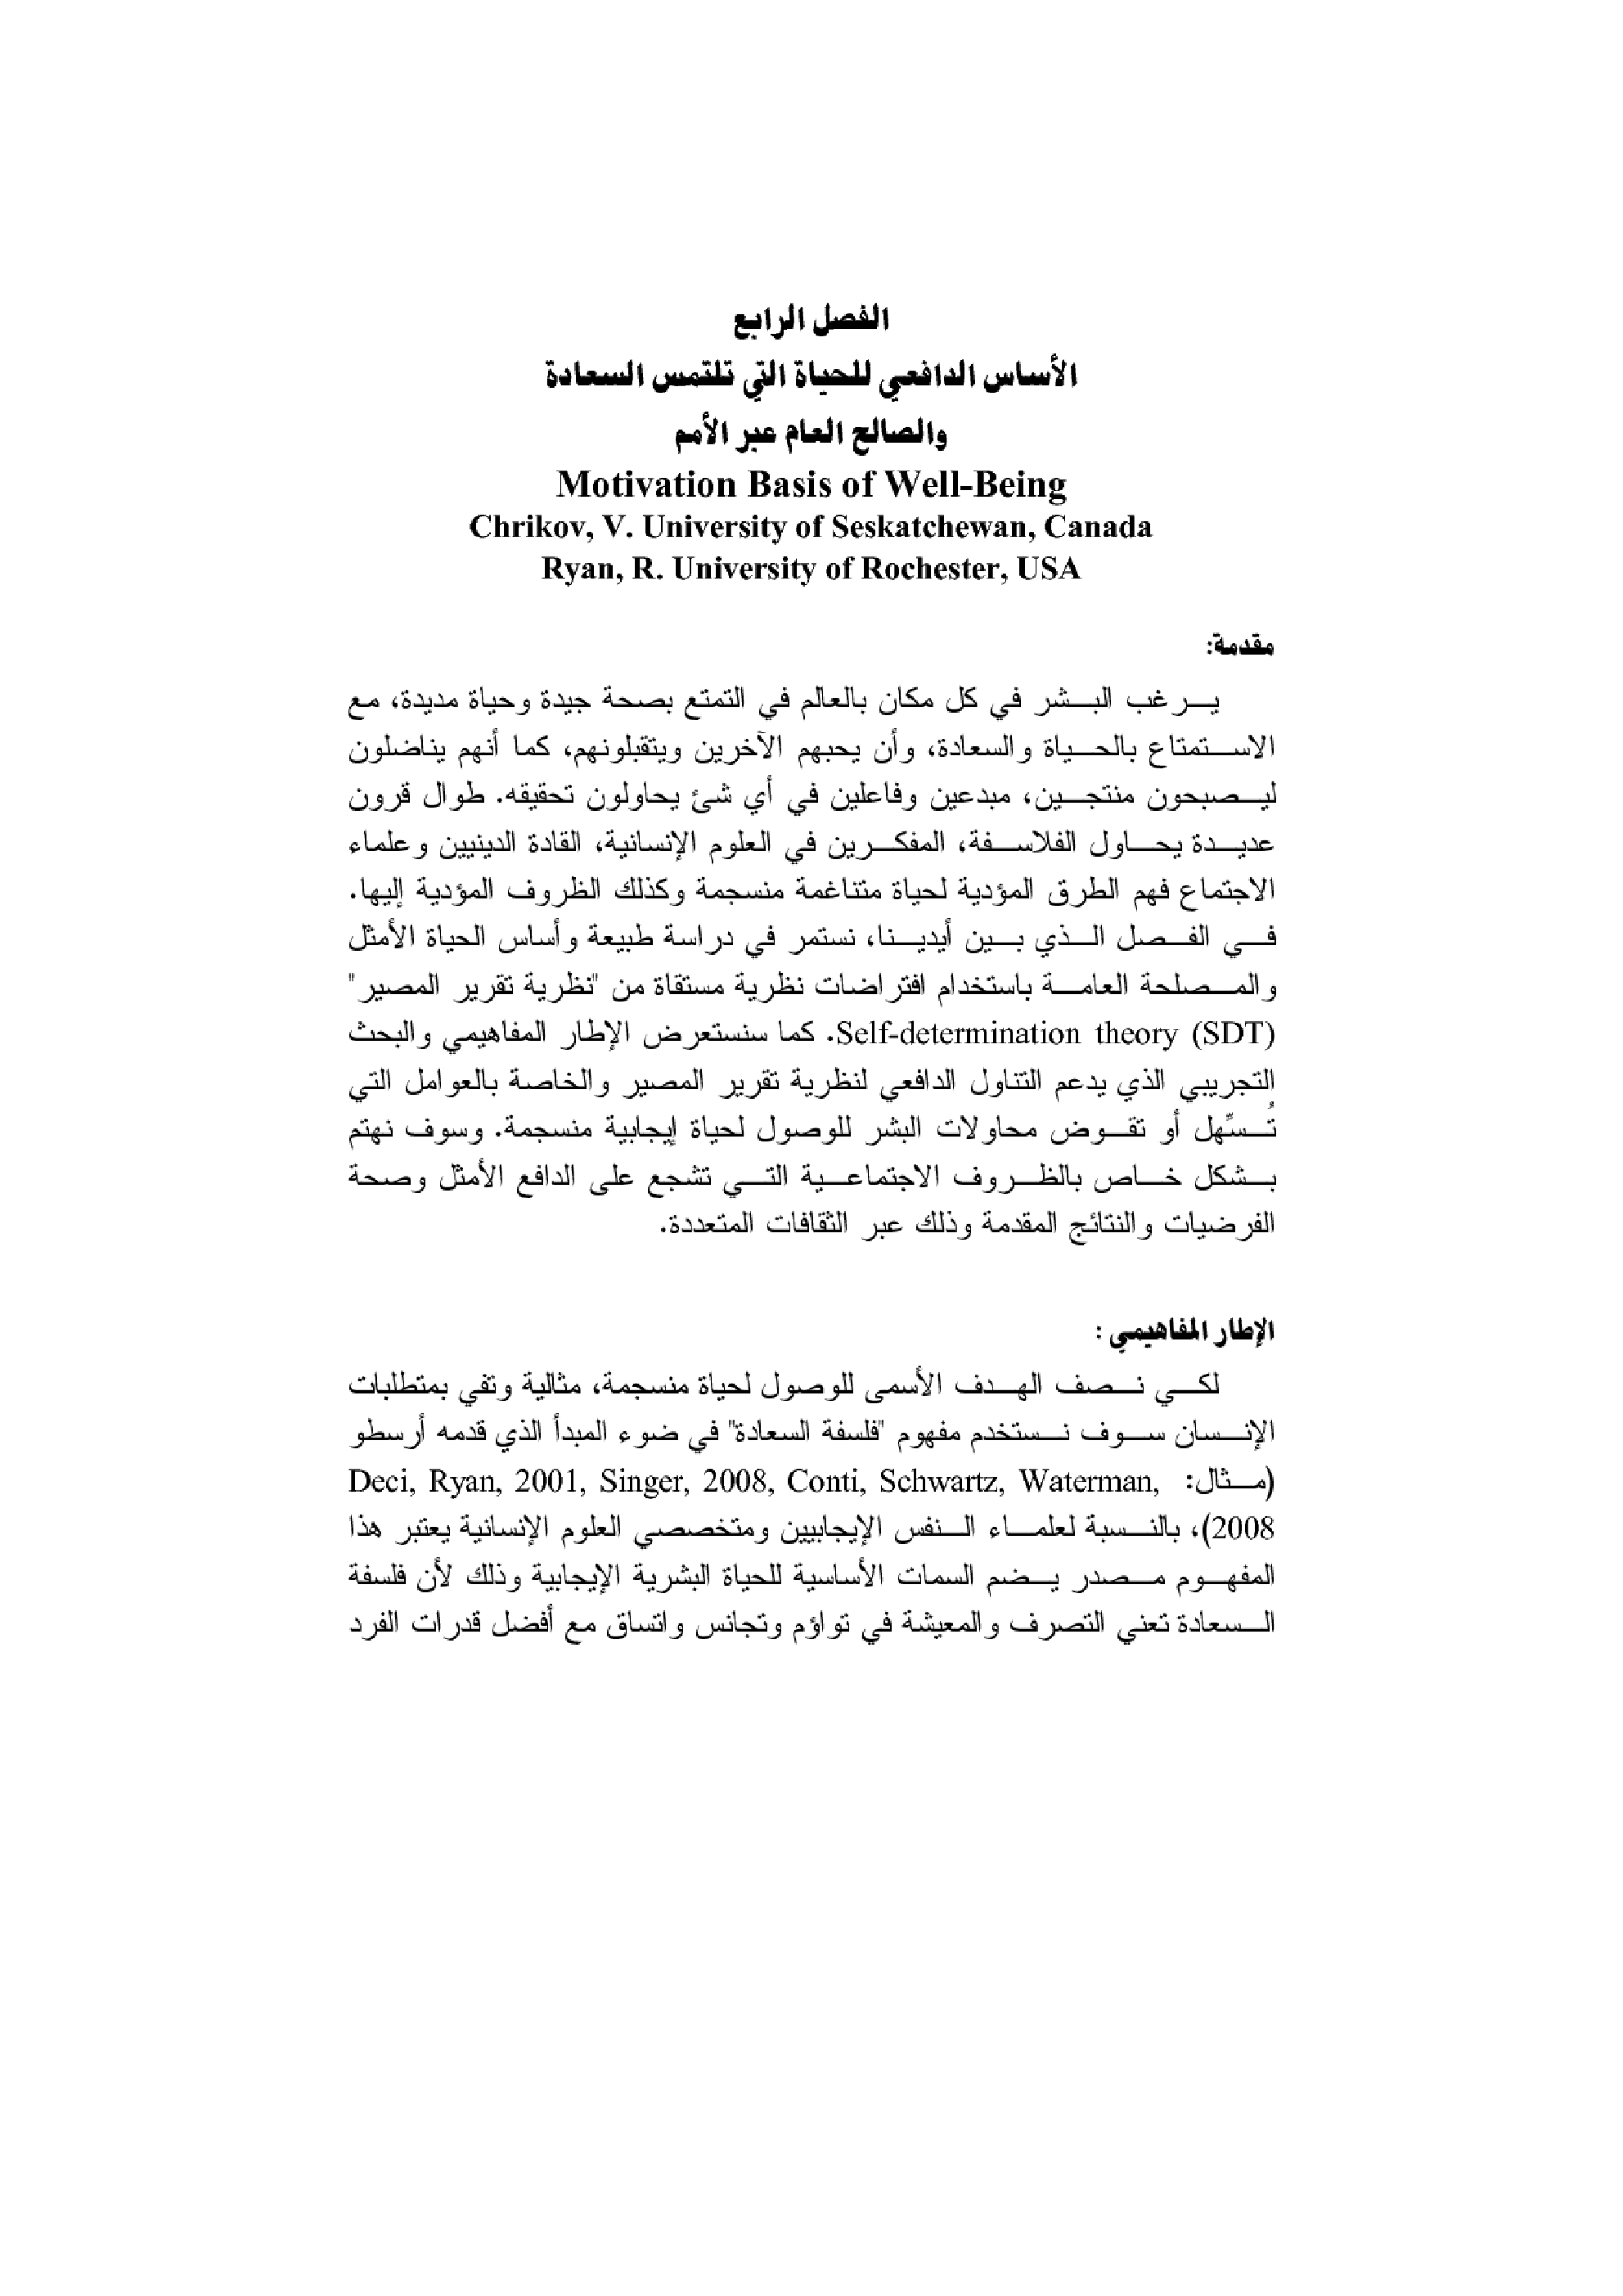 الفصل الرابع
الأساس الدافعي للحياة التي تلتمس السعادة
والصالح العام عبر الأمم
Motivation Basis of Well-Being
Chrikov, V. University of Seskatchewan, Canada
Ryan, R. University of Rochester, USA
مقدمة:
يرغب البشر في كل مكان بالعالم في التمتع بصحة جيدة وحياة مديدة، مع
الاستمتاع بالحياة والسعادة، وأن يحبهم الآخرين ويتقبلونهم، كما أنهم يناضلون
ليصبحون منتجين، مبدعين وفاعلين في أي شئ يحاولون تحقيقه. طوال قرون
عديدة يحاول الفلاسفة، المفكرين في العلوم الإنسانية، القادة الدينيين وعلماء
الاجتماع فهم الطرق المؤدية لحياة متناغمة منسجمة وكذلك الظروف المؤدية إليها.
في الفصل الذي بين أيدينا، نستمر في دراسة طبيعة وأساس الحياة الأمثل
والمصلحة العامة باستخدام افتراضات نظرية مستقاة من "نظرية تقرير المصير"
Self-determination theory (SDT). كما سنستعرض الإطار المفاهيمي والبحث
التجريبي الذي يدعم التناول الدافعي لنظرية تقرير المصير والخاصة بالعوامل التي
تُسهِّل أو تقوض محاولات البشر للوصول لحياة إيجابية منسجمة. وسوف نهتم
بشكل خاص بالظروف الاجتماعية التي تشجع على الدافع الأمثل وصحة
الفرضيات والنتائج المقدمة وذلك عبر الثقافات المتعددة.
الإطار المفاهيمي :
لكي نصف الهدف الأسمى للوصول لحياة منسجمة، مثالية وتفي بمتطلبات
الإنسان سوف نستخدم مفهوم "فلسفة السعادة" في ضوء المبدأ الذي قدمه أرسطو
(مثال: Deci, Ryan, 2001, Singer, 2008, Conti, Schwartz, Waterman,
2008)، بالنسبة لعلماء النفس الإيجابيين ومتخصصي العلوم الإنسانية يعتبر هذا
المفهوم مصدر يضم السمات الأساسية للحياة البشرية الإيجابية وذلك لأن فلسفة
السعادة تعني التصرف والمعيشة في تواؤم وتجانس واتساق مع أفضل قدرات الفرد